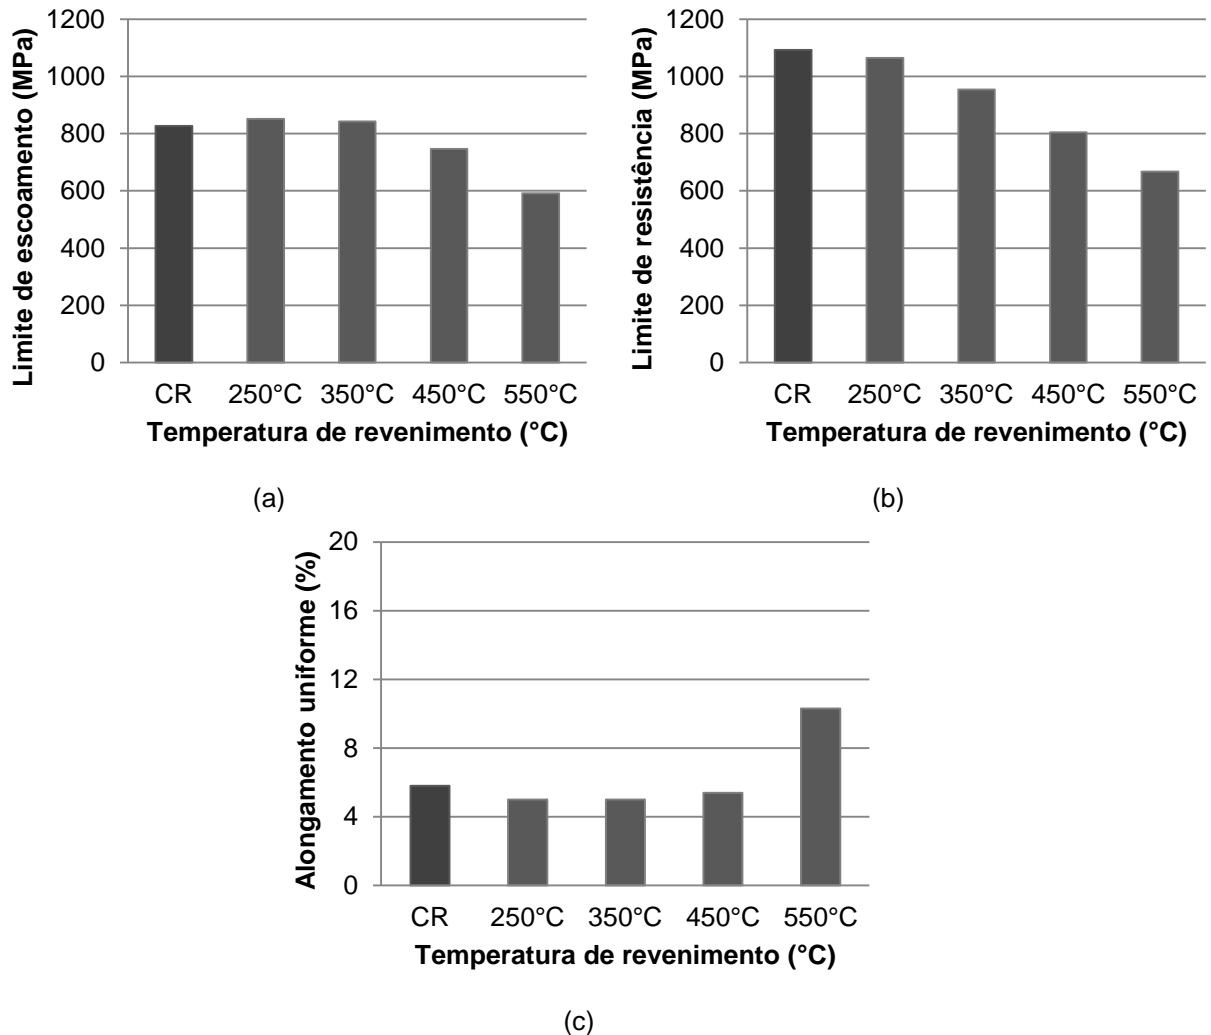 Limite de escoamento (MPa)
1200
1000
800
600
400
200
0
CR 250°C 350°C 450°C 550°C
Temperatura de revenimento (°C)
(a)
Limite de resistência (MPa)
1200
1000
800
600
400
200
0
CR 250°C 350°C 450°C 550°C
Temperatura de revenimento (°C)
(b)
Alongamento uniforme (%)
20
16
12
8
4
0
CR 250°C 350°C 450°C 550°C
Temperatura de revenimento (°C)
(c)